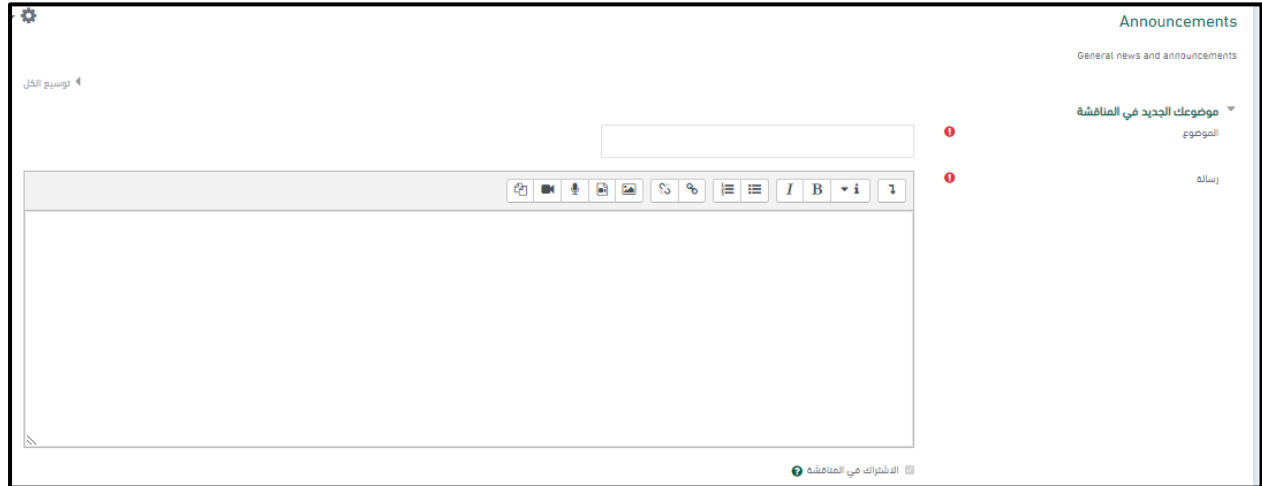 Announcements
General news and announcements
توسيع الكل
موضوعك الجديد في المناقشة
الموضوع
رسالة
I B i
الاشتراك في المناقشة